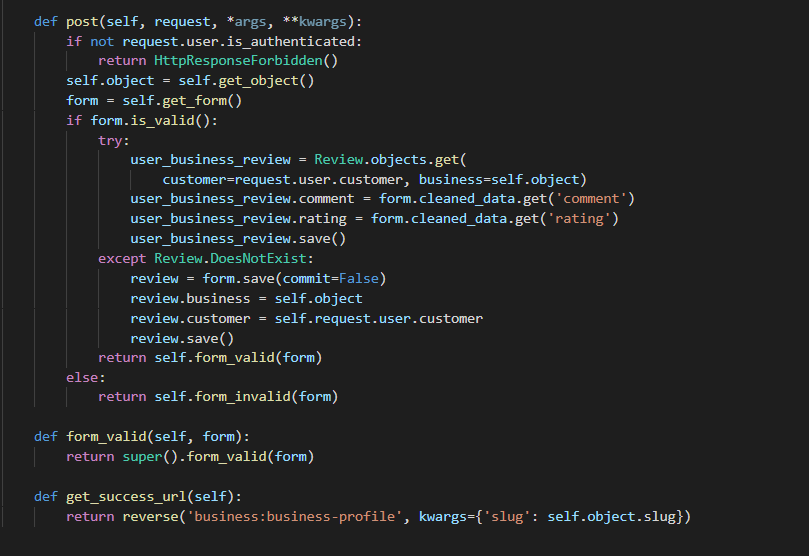 def post(self, request, *args, **kwargs):
    if not request.user.is_authenticated:
        return HttpResponseForbidden()
    self.object = self.get_object()
    form = self.get_form()
    if form.is_valid():
        try:
            user_business_review = Review.objects.get(
                customer=request.user.customer, business=self.object)
            user_business_review.comment = form.cleaned_data.get('comment')
            user_business_review.rating = form.cleaned_data.get('rating')
            user_business_review.save()
        except Review.DoesNotExist:
            review = form.save(commit=False)
            review.business = self.object
            review.customer = self.request.user.customer
            review.save()
        return self.form_valid(form)
    else:
        return self.form_invalid(form)

def form_valid(self, form):
    return super().form_valid(form)

def get_success_url(self):
    return reverse('business:business-profile', kwargs={'slug': self.object.slug})